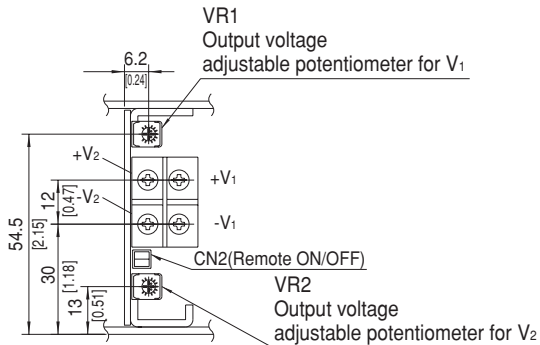 VR1
Output voltage
adjustable potentiometer for V1
6.2
[0.24]
+V2
+V1
12
[0.47]
-V2
-V1
54.5
[2.15]
30
[1.18]
CN2(Remote ON/OFF)
13
[0.51]
VR2
Output voltage
adjustable potentiometer for V2